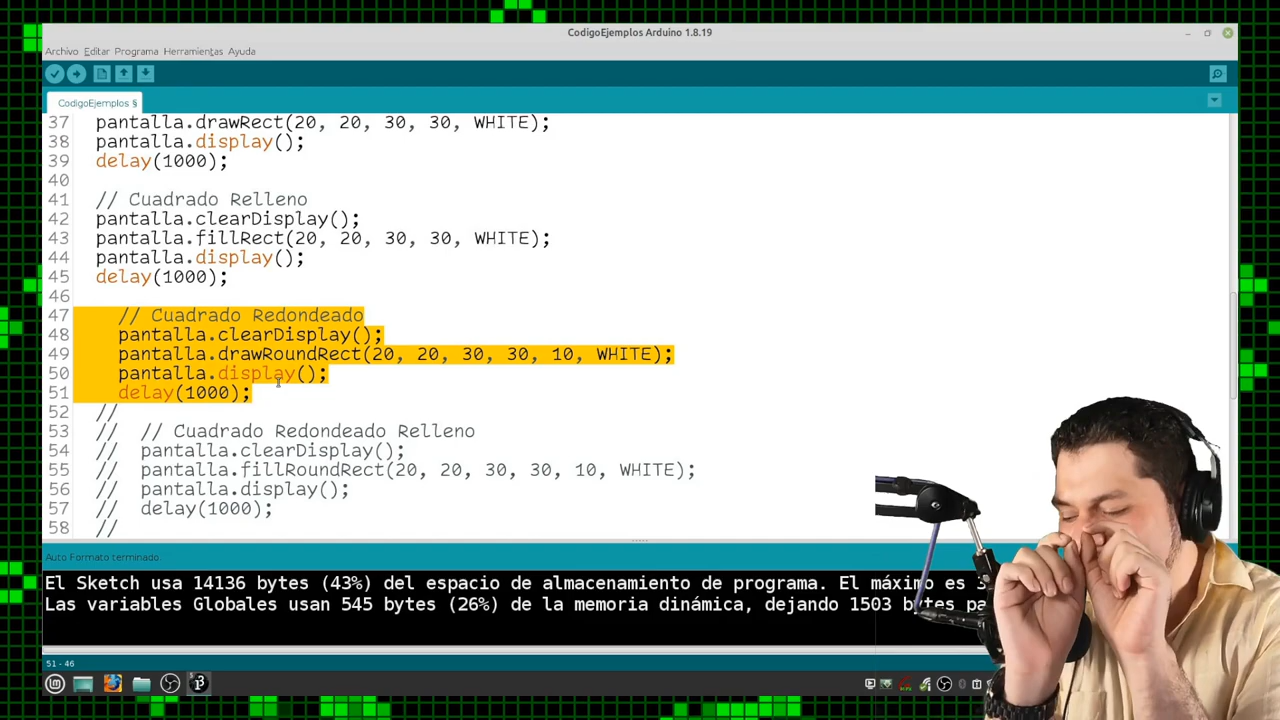 CodigoEjemplos Arduino 1.8.19
Archivo Editar Programa Herramientas Ayuda
CodigoEjemplos §
37 pantalla.drawRect(20, 20, 30, 30, WHITE);
38 pantalla.display();
39 delay(1000);
40
41 // Cuadrado Relleno
42 pantalla.clearDisplay();
43 pantalla.fillRect(20, 20, 30, 30, WHITE);
44 pantalla.display();
45 delay(1000);
46
47 // Cuadrado Redondeado
48 pantalla.clearDisplay();
49 pantalla.drawRoundRect(20, 20, 30, 30, 10, WHITE);
50 pantalla.display();
51 delay(1000);
52 //
53 // // Cuadrado Redondeado Relleno
54 // pantalla.clearDisplay();
55 // pantalla.fillRoundRect(20, 20, 30, 30, 10, WHITE);
56 // pantalla.display();
57 // delay(1000);
58 //
Auto Formato terminado.
El Sketch usa 14136 bytes (43%) del espacio de almacenamiento de programa. El máximo es
Las variables Globales usan 545 bytes (26%) de la memoria dinámica, dejando 1503 bytes
51 - 46